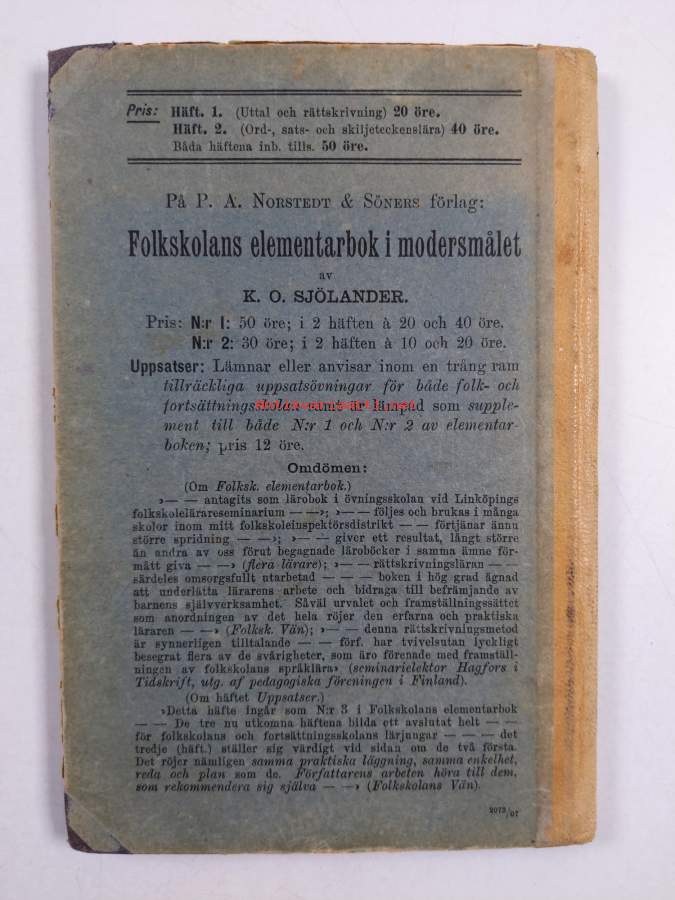 Pris: Häft. 1. (Uttal och rättskrivning) 20 öre.
Häft. 2. (Ord-, sats- och skiljeteckenslära) 40 öre.
Båda häftena inb. tills. 50 öre.
På P. A. NORSTEDT & SÖNERS förlag:
Folkskolans elementarbok i modersmålet
av
K. O. SJÖLANDER.
Pris: N:r 1: 50 öre; i 2 häften à 20 och 40 öre.
N:r 2: 30 öre; i 2 häften à 10 och 20 öre.
Uppsatser: Lämnar eller anvisar inom en trång ram
tillräckliga uppsatsövningar för både folk- och
fortsättningsskolan samt är lämpad som supple-
ment till både N:r 1 och N:r 2 av elementar-
boken; pris 12 öre.
Omdömen:
(Om Folksk. elementarbok.)
»— — antagits som lärobok i övningsskolan vid Linköpings
folkskolelärareseminarium — —»; »— — följes och brukas i många
skolor inom mitt folkskoleinspektörsdistrikt — — förtjänar ännu
större spridning — —»; »— — giver ett resultat, långt större
än andra av oss förut begagnade läroböcker i samma ämne för-
mått giva — —» (flera lärare); »— — — rättskrivningsläran — —
särdeles omsorgsfullt utarbetad — — — boken i hög grad ägnad
att underlätta lärarens arbete och bidraga till befrämjande av
barnens självverksamhet. Såväl urvalet och framställningssättet
som anordningen av det hela röjer den erfarna och praktiska
läraren — —» (Folksk. Vän); »— — denna rättskrivningsmetod
är synnerligen tilltalande — — förf. har tvivelsutan lyckligt
besegrat flera av de svårigheter, som äro förenade med framställ-
ningen av folkskolans språklära» (seminarielektor Hagfors i
Tidskrift, utg. af pedagogiska föreningen i Finland).
(Om häftet Uppsatser.)
»Detta häfte ingår som N:r 3 i Folkskolans elementarbok
— — De tre nu utkomna häftena bilda ett avslutat helt — —
för folkskolans och fortsättningsskolans lärjungar — — — det
tredje (häft.) ställer sig värdigt vid sidan om de två första.
Det röjer nämligen samma praktiska läggning, samma enkelhet,
reda och plan som de. Författarens arbeten höra till dem,
som rekommendera sig själva — —» (Folkskolans Vän).
2073/07